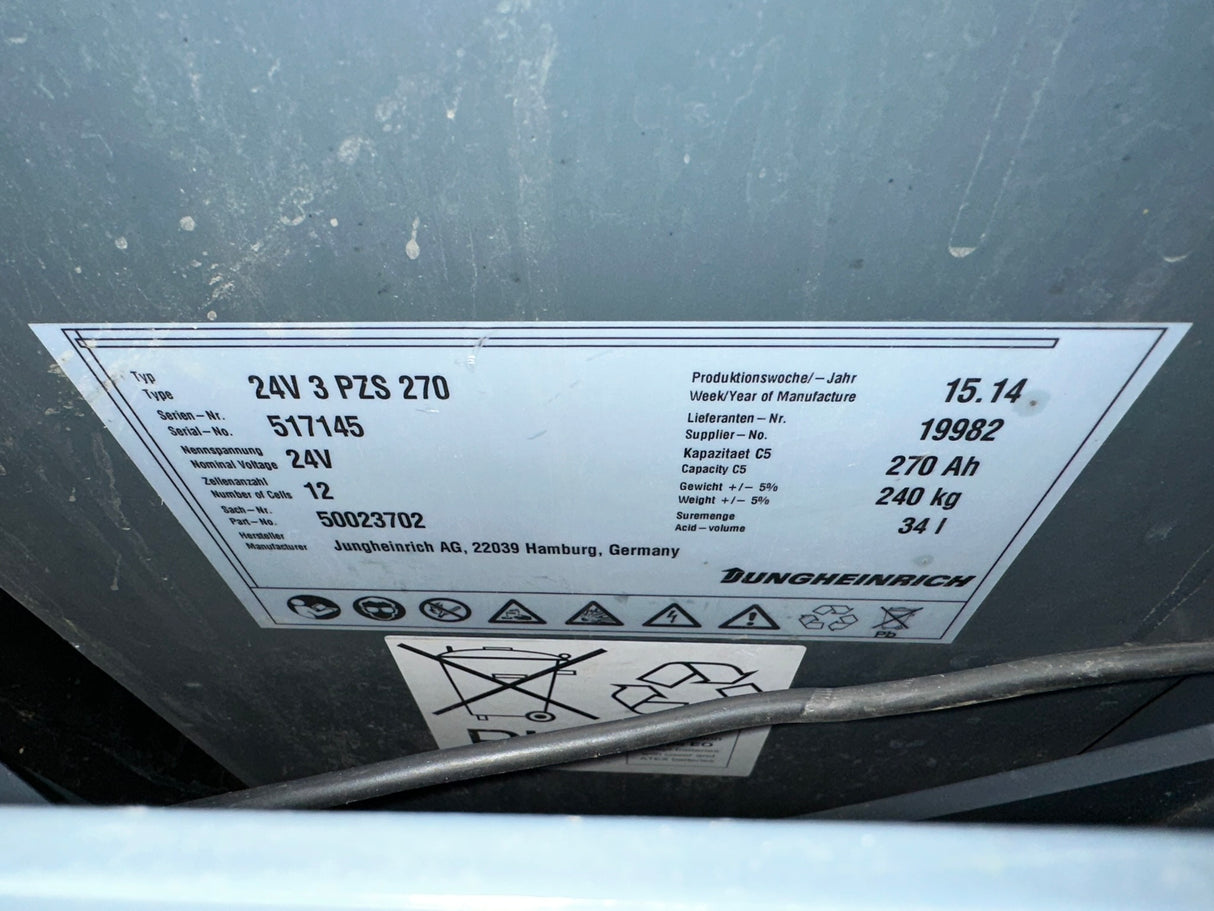 Typ
Type 24V 3 PZS 270
Serien-Nr.
Serial-No. 517145
Nennspannung
Nominal Voltage 24V
Zellenanzahl
Number of Cells 12
Sach-Nr.
Part-No. 50023702
Hersteller
Manufacturer Jungheinrich AG, 22039 Hamburg, Germany
Produktionswoche/-Jahr
Week/Year of Manufacture 15.14
Lieferanten-Nr.
Supplier-No. 19982
Kapazitaet C5
Capacity C5 270 Ah
Gewicht +/- 5%
Weight +/- 5% 240 kg
Suremenge
Acid-volume 34 l
JUNGHEINRICH
Pb